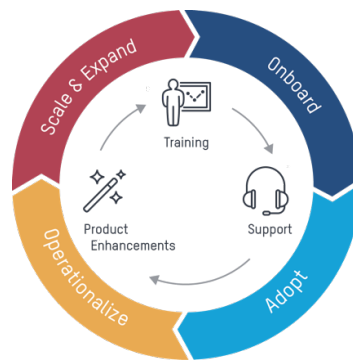 Scale & Expand
Onboard
Training
Product
Enhancements
Support
Operationalize
Adopt